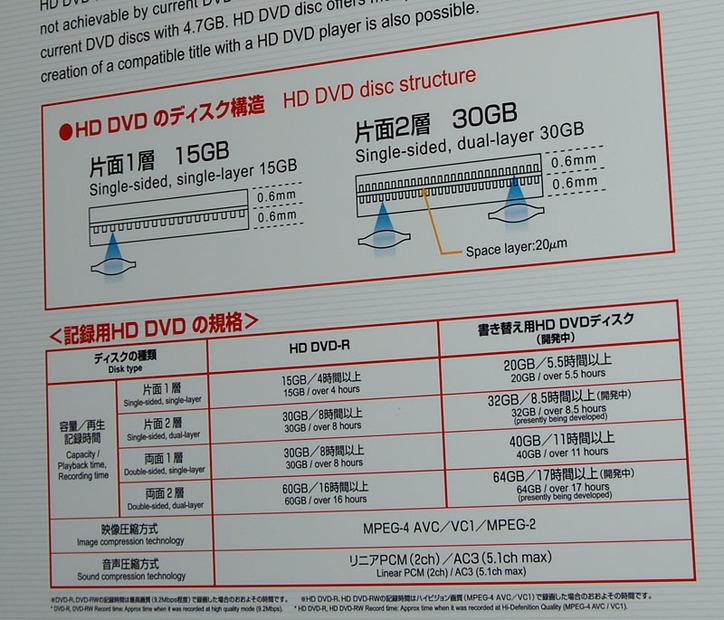 HD DVD
not achievable by current DVD
current DVD discs with 4.7GB. HD DVD disc offers
creation of a compatible title with a HD DVD player is also possible.
●HD DVD のディスク構造 HD DVD disc structure
片面1層 15GB
Single-sided, single-layer 15GB
0.6mm
0.6mm
片面2層 30GB
Single-sided, dual-layer 30GB
0.6mm
0.6mm
Space layer:20μm
＜記録用HD DVD の規格＞
ディスクの種類
Disk type
HD DVD-R
書き替え用HD DVDディスク
(開発中)
容量／再生
記録時間
Capacity /
Playback time,
Recording time
片面1層
Single-sided, single-layer
15GB／4時間以上
15GB / over 4 hours
20GB／5.5時間以上
20GB / over 5.5 hours
片面2層
Single-sided, dual-layer
30GB／8時間以上
30GB / over 8 hours
32GB／8.5時間以上(開発中)
32GB / over 8.5 hours
(presently being developed)
両面1層
Double-sided, single-layer
30GB／8時間以上
30GB / over 8 hours
40GB／11時間以上
40GB / over 11 hours
両面2層
Double-sided, dual-layer
60GB／16時間以上
60GB / over 16 hours
64GB／17時間以上(開発中)
64GB / over 17 hours
(presently being developed)
映像圧縮方式
Image compression technology
MPEG-4 AVC／VC1／MPEG-2
音声圧縮方式
Sound compression technology
リニアPCM(2ch)／AC3(5.1ch max)
Linear PCM (2ch) / AC3 (5.1ch max)
※DVD-R, DVD-RWの記録時間は最高画質(9.2Mbps程度)で録画した場合のおおよその時間です。 ※HD DVD-R, HD DVD-RWの記録時間はハイビジョン画質(MPEG-4 AVC／VC1)で録画した場合のおおよその時間です。
* DVD-R, DVD-RW Record time: Approx time when it was recorded at high quality mode (9.2Mbps). * HD DVD-R, HD DVD-RW Record time: Approx time when it was recorded at Hi-Defenition Quality (MPEG-4 AVC / VC1).